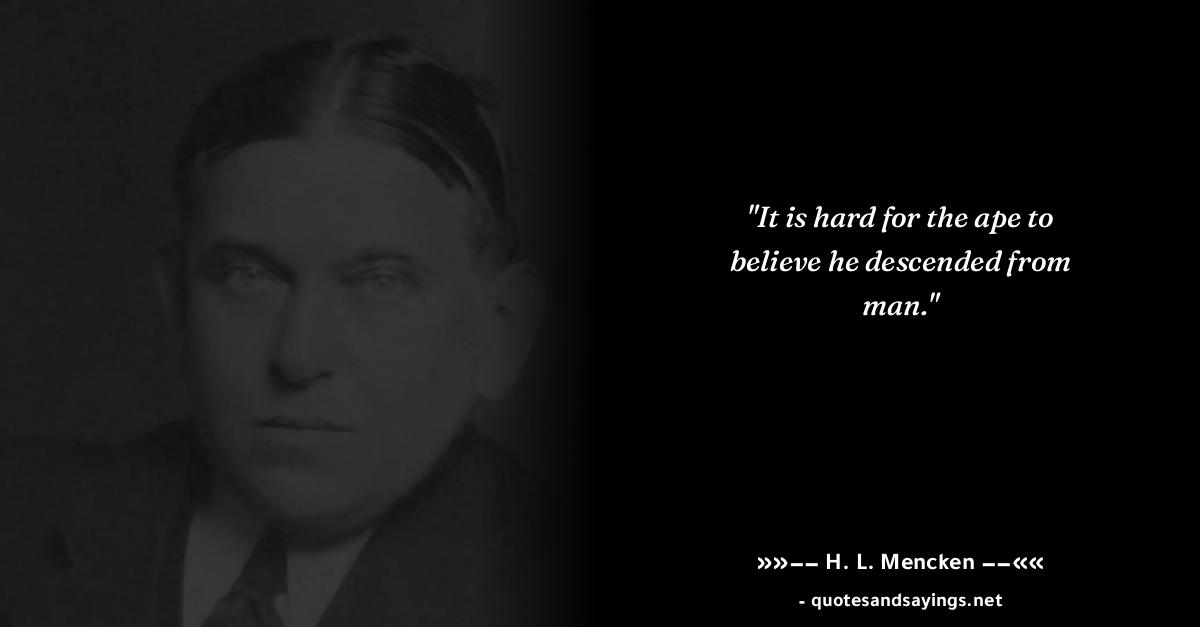 "It is hard for the ape to
believe he descended from
man."
»»–– H. L. Mencken ––««
- quotesandsayings.net